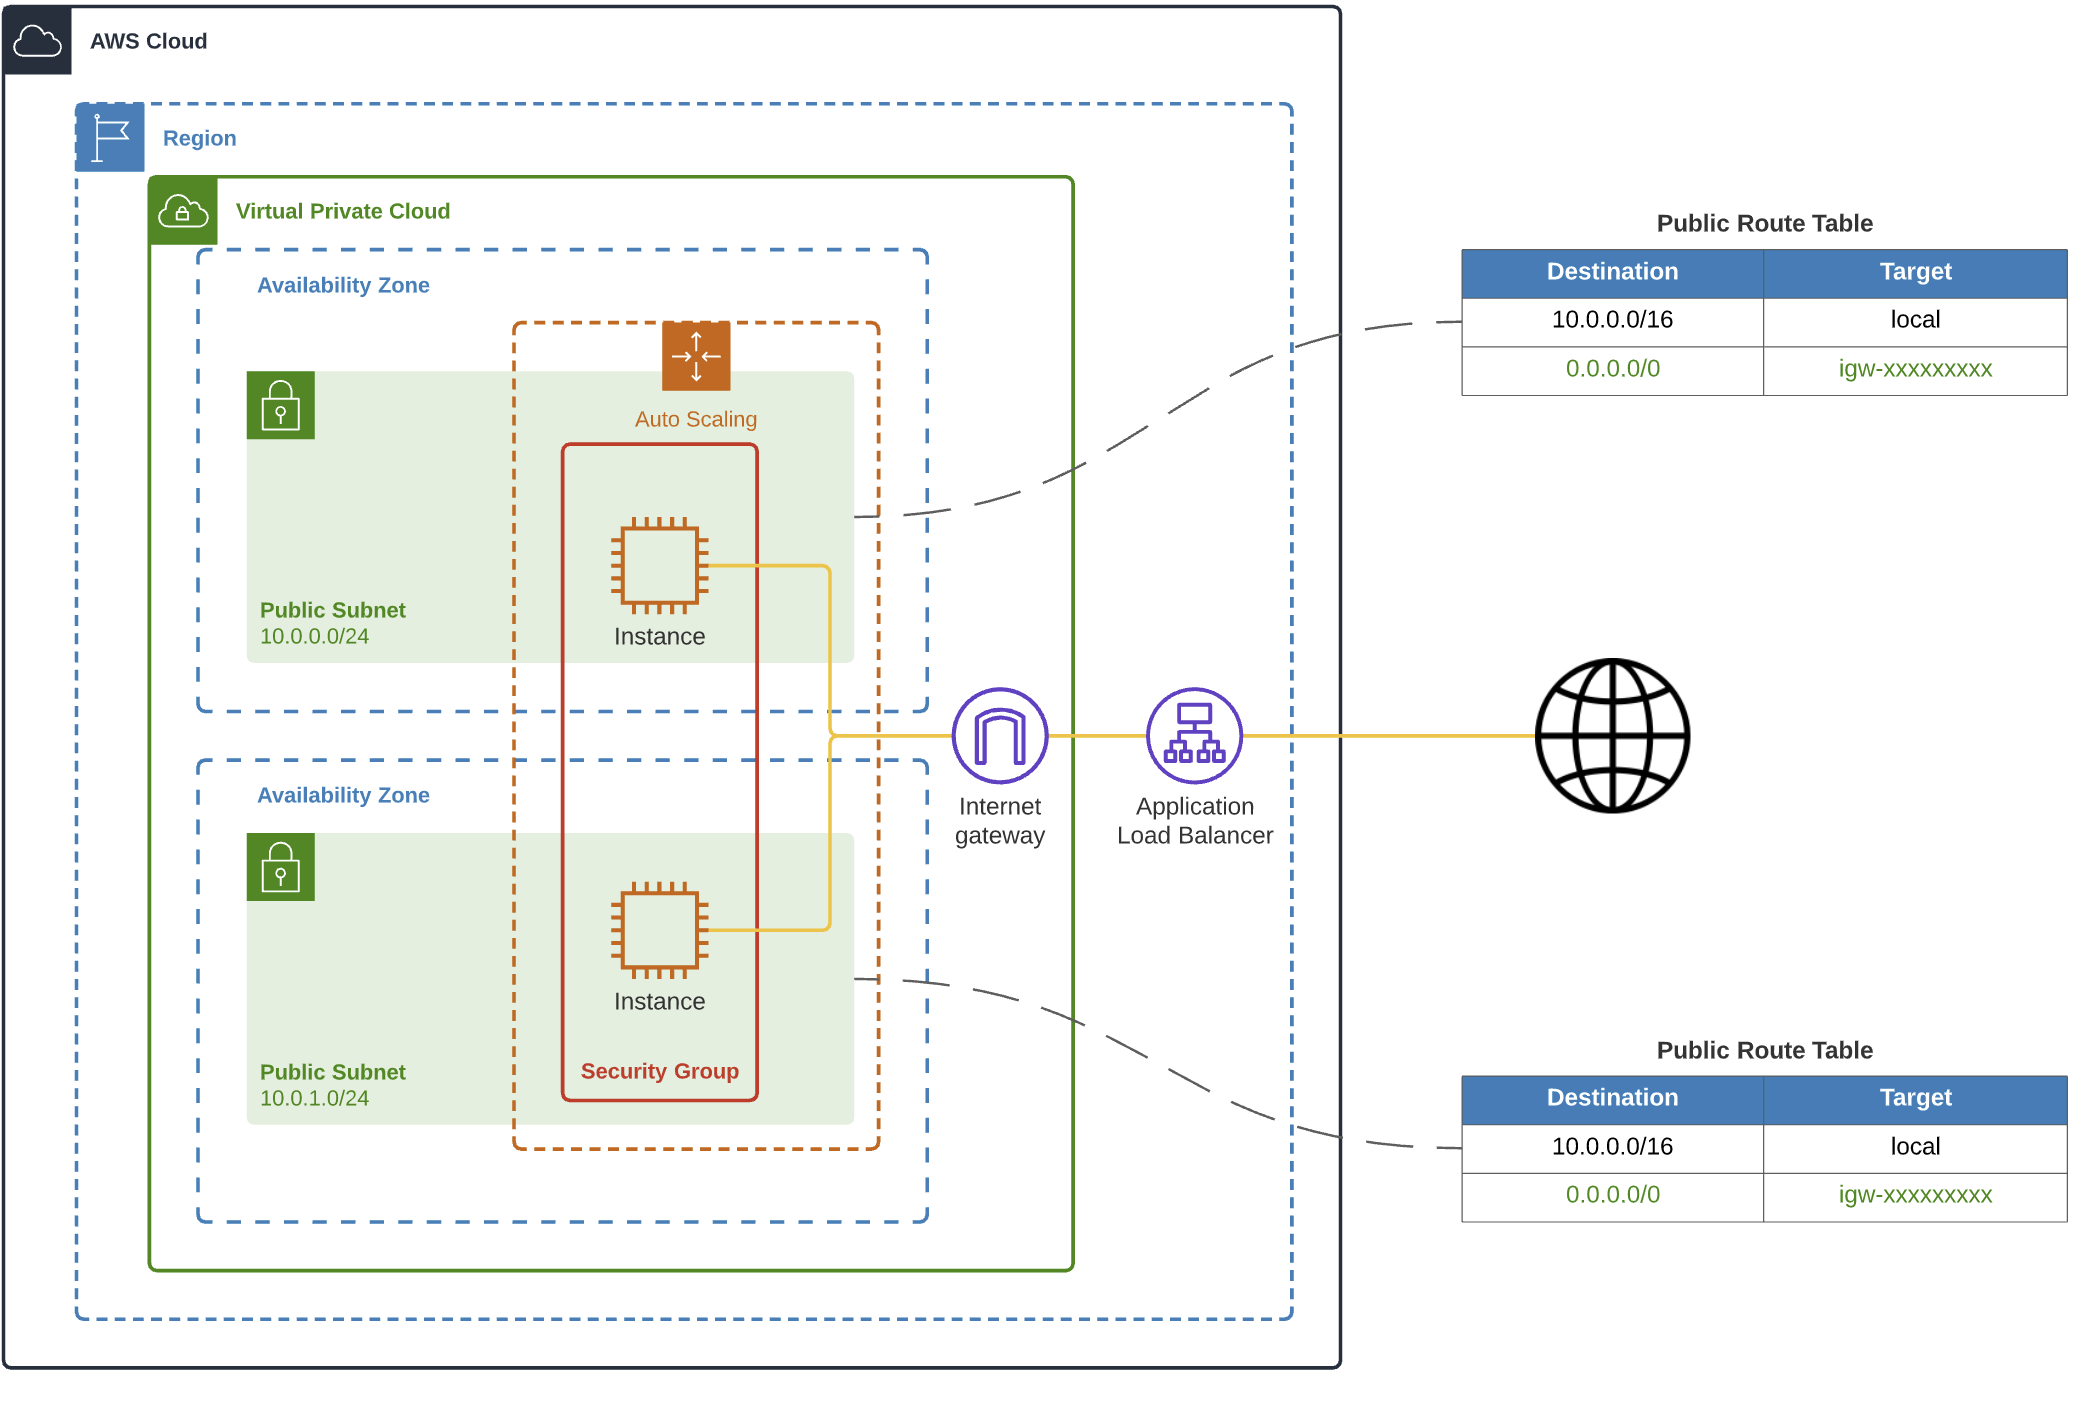 AWS Cloud
Region
Virtual Private Cloud
Availability Zone
Auto Scaling
Instance
Public Subnet
10.0.0.0/24
Availability Zone
Instance
Security Group
Public Subnet
10.0.1.0/24
Internet
gateway
Application
Load Balancer
Public Route Table
Destination Target
10.0.0.0/16 local
0.0.0.0/0 igw-xxxxxxxxx
Public Route Table
Destination Target
10.0.0.0/16 local
0.0.0.0/0 igw-xxxxxxxxx